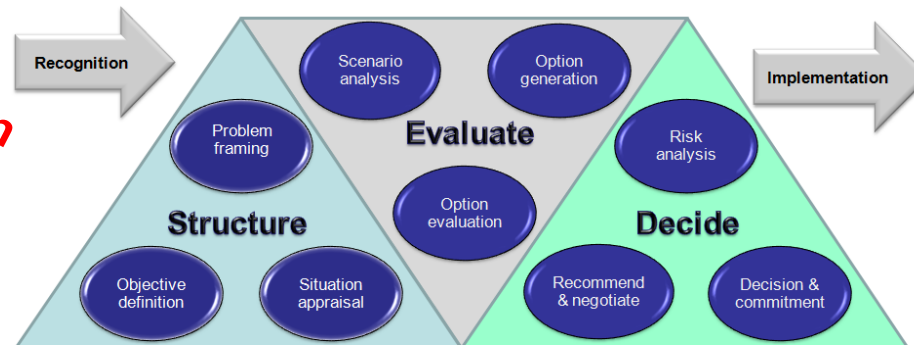 Recognition
Scenario
analysis
Option
generation
Implementation
Problem
framing
Evaluate
Risk
analysis
Option
evaluation
Structure
Decide
Objective
definition
Situation
appraisal
Recommend
& negotiate
Decision &
commitment